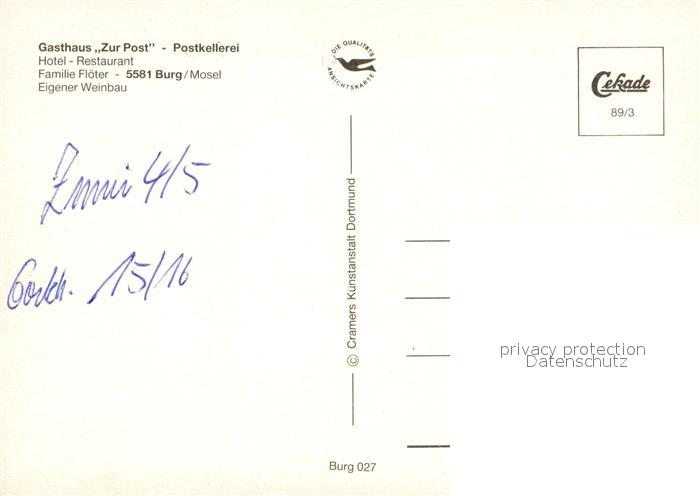 Gasthaus „Zur Post” - Postkellerei
Hotel - Restaurant
Familie Flöter - 5581 Burg/Mosel
Eigener Weinbau
DIE QUALITÄTS
ANSICHTSKARTE
Cekade
89/3
4/5
15/16
© Cramers Kunstanstalt Dortmund
privacy protection
Datenschutz
Burg 027